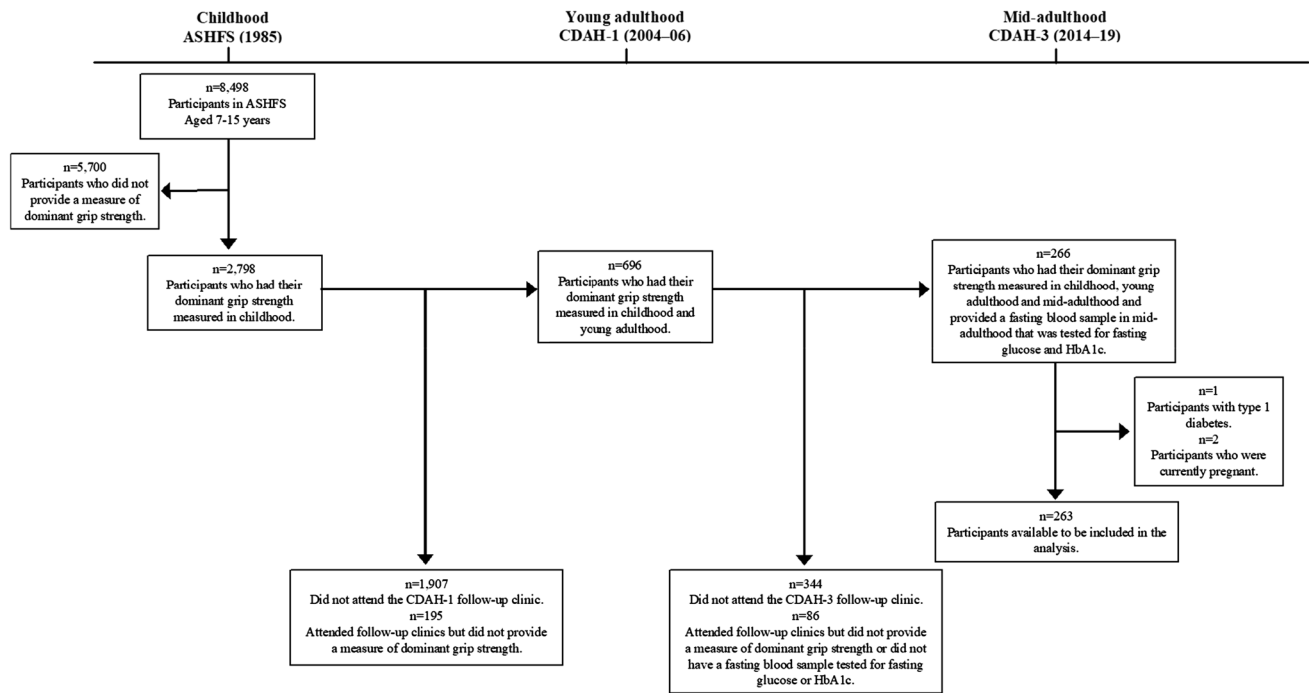 Childhood
ASHFS (1985)
Young adulthood
CDAH-1 (2004–06)
Mid-adulthood
CDAH-3 (2014–19)
n=8,498
Participants in ASHFS
Aged 7-15 years
n=5,700
Participants who did not
provide a measure of
dominant grip strength.
n=2,798
Participants who had their
dominant grip strength
measured in childhood.
n=696
Participants who had their
dominant grip strength
measured in childhood and
young adulthood.
n=266
Participants who had their dominant grip
strength measured in childhood, young
adulthood and mid-adulthood and
provided a fasting blood sample in mid-
adulthood that was tested for fasting
glucose and HbA1c.
n=1
Participants with type 1
diabetes.
n=2
Participants who were
currently pregnant.
n=263
Participants available to be included in the
analysis.
n=1,907
Did not attend the CDAH-1 follow-up clinic.
n=195
Attended follow-up clinics but did not provide
a measure of dominant grip strength.
n=344
Did not attend the CDAH-3 follow-up clinic.
n=86
Attended follow-up clinics but did not provide
a measure of dominant grip strength or did not
have a fasting blood sample tested for fasting
glucose or HbA1c.